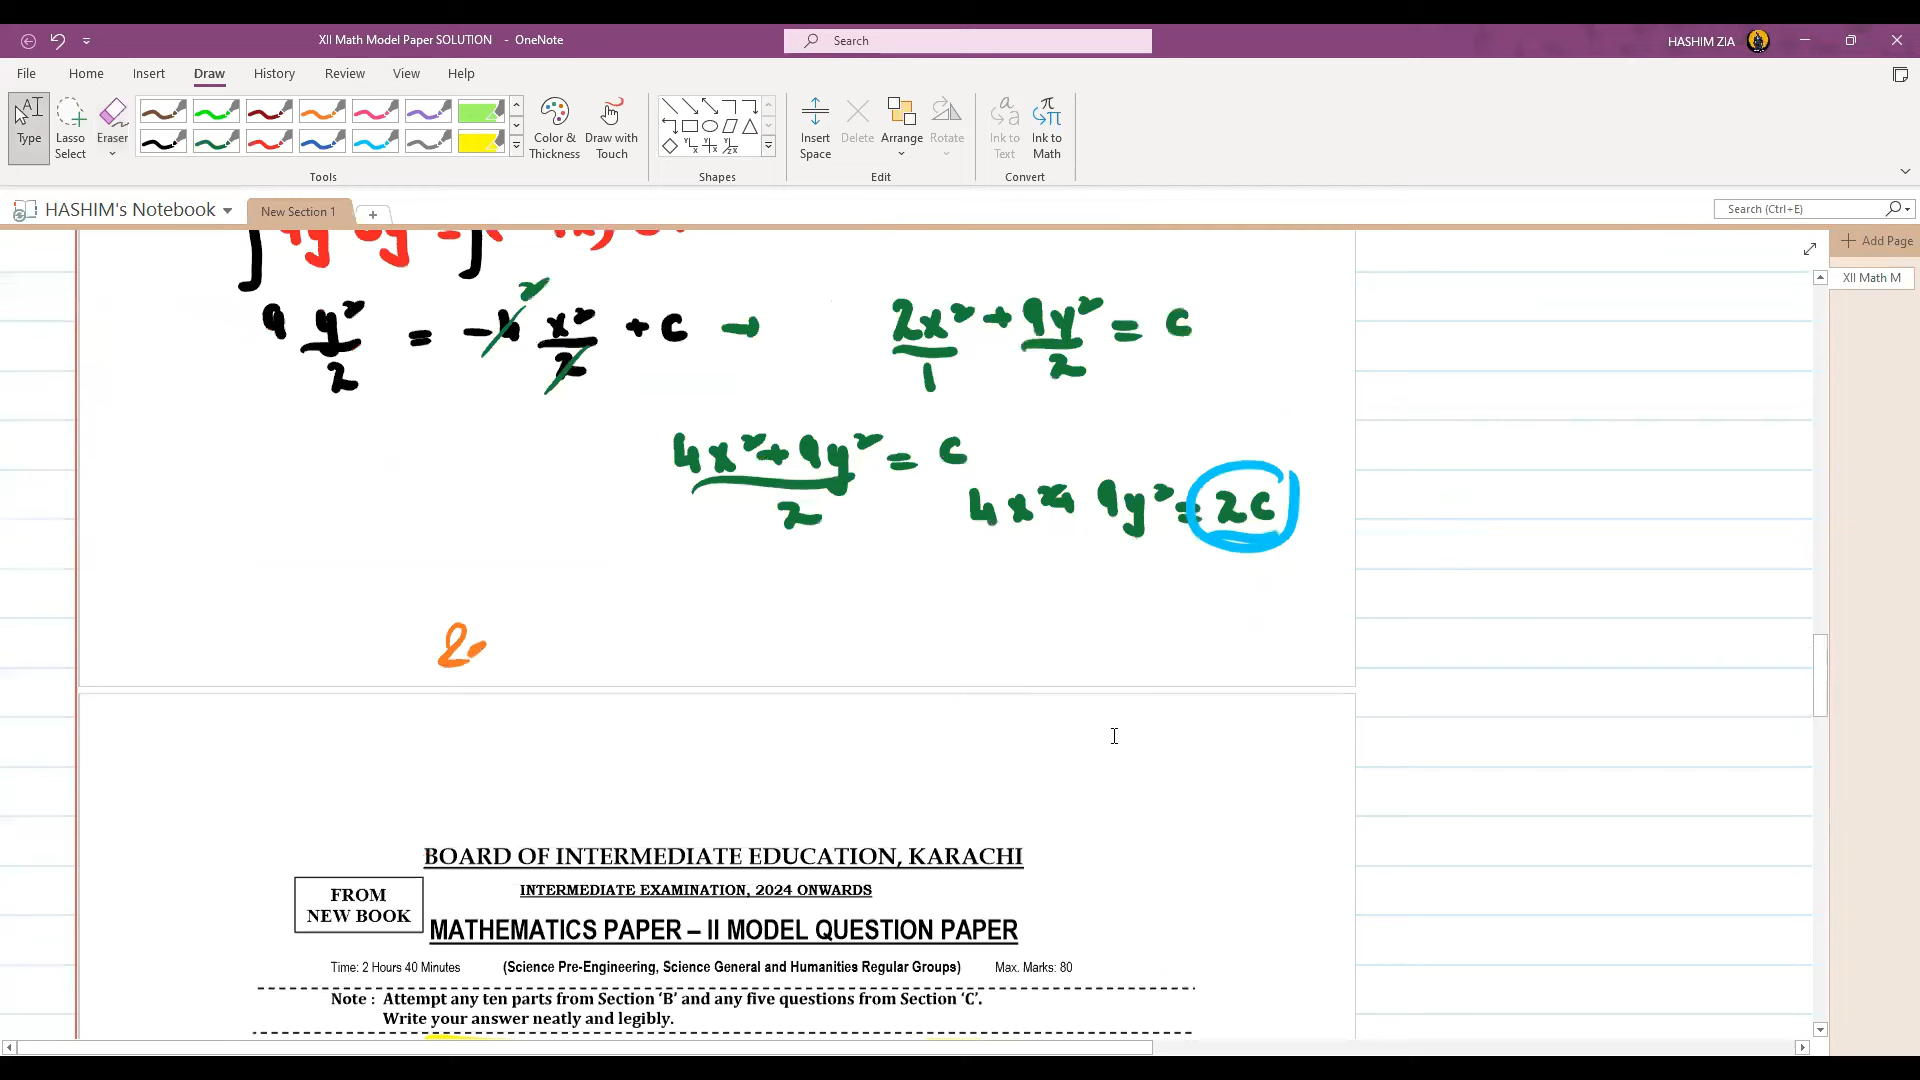 XII Math Model Paper SOLUTION - OneNote
Search
HASHIM ZIA
File Home Insert Draw History Review View Help
Type
Lasso Select
Eraser
Color & Thickness
Draw with Touch
Insert Space
Delete
Arrange
Rotate
Ink to Text
Ink to Math
Tools
Shapes
Edit
Convert
HASHIM's Notebook
New Section 1
Search (Ctrl+E)
Add Page
XII Math M
9 y²/2 = -4 x²/2 + C → 2x²/1 + 9y²/2 = C
2
4x²+9y²/2 = C
4x²+ 9y² = 2C
BOARD OF INTERMEDIATE EDUCATION, KARACHI
INTERMEDIATE EXAMINATION, 2024 ONWARDS
FROM
NEW BOOK
MATHEMATICS PAPER – II MODEL QUESTION PAPER
Time: 2 Hours 40 Minutes (Science Pre-Engineering, Science General and Humanities Regular Groups) Max. Marks: 80
Note : Attempt any ten parts from Section ‘B’ and any five questions from Section ‘C’.
Write your answer neatly and legibly.